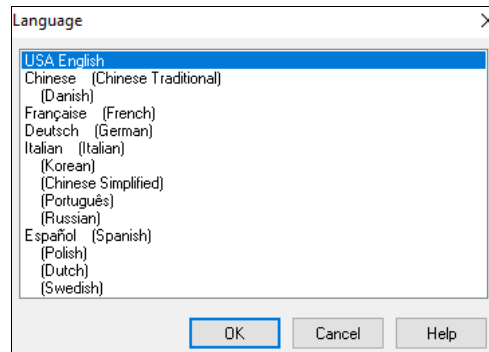 Language
USA English
Chinese (Chinese Traditional)
(Danish)
Française (French)
Deutsch (German)
Italian (Italian)
(Korean)
(Chinese Simplified)
(Português)
(Russian)
Español (Spanish)
(Polish)
(Dutch)
(Swedish)
OK Cancel Help